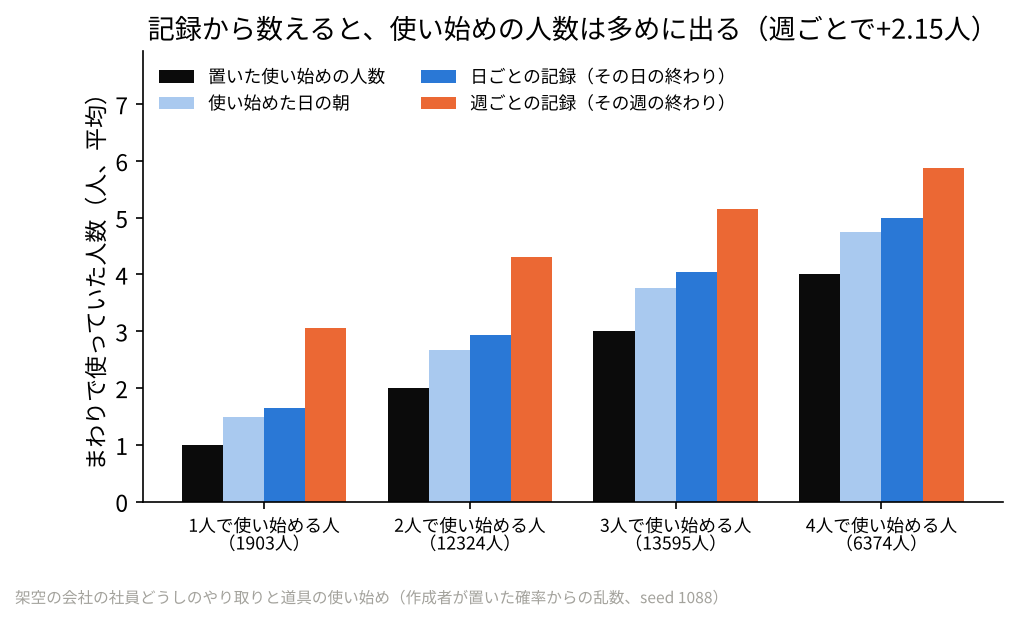 記録から数えると、使い始めの人数は多めに出る（週ごとで+2.15人）
置いた使い始めの人数
使い始めた日の朝
日ごとの記録（その日の終わり）
週ごとの記録（その週の終わり）
まわりで使っていた人数（人、平均）
7
6
5
4
3
2
1
0
1人で使い始める人
（1903人）
2人で使い始める人
（12324人）
3人で使い始める人
（13595人）
4人で使い始める人
（6374人）
架空の会社の社員どうしのやり取りと道具の使い始め（作成者が置いた確率からの乱数、seed 1088）